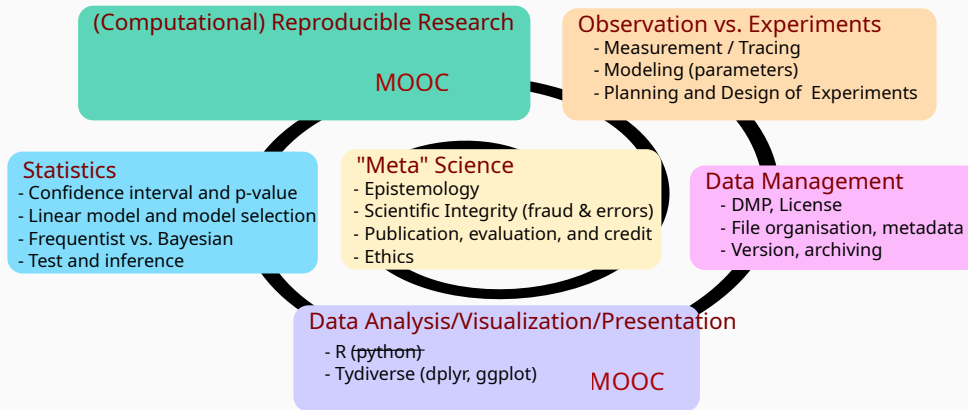 (Computational) Reproducible Research
MOOC
Observation vs. Experiments
- Measurement / Tracing
- Modeling (parameters)
- Planning and Design of Experiments
Statistics
- Confidence interval and p-value
- Linear model and model selection
- Frequentist vs. Bayesian
- Test and inference
"Meta" Science
- Epistemology
- Scientific Integrity (fraud & errors)
- Publication, evaluation, and credit
- Ethics
Data Management
- DMP, License
- File organisation, metadata
- Version, archiving
Data Analysis/Visualization/Presentation
- R (python)
- Tydiverse (dplyr, ggplot)
MOOC